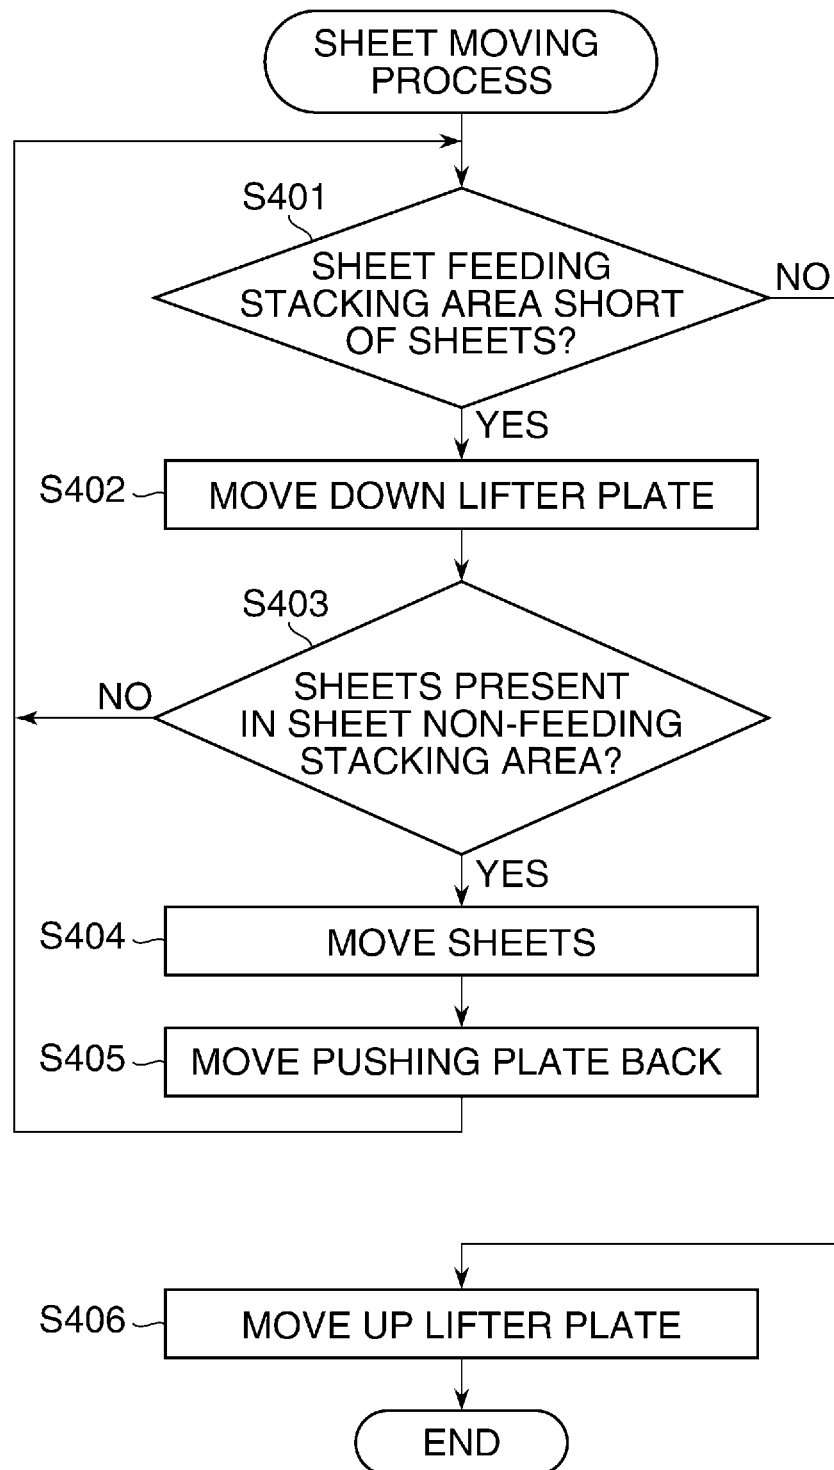 SHEET MOVING
PROCESS
S401
SHEET FEEDING
STACKING AREA SHORT
OF SHEETS?
NO
YES
S402
MOVE DOWN LIFTER PLATE
S403
SHEETS PRESENT
IN SHEET NON-FEEDING
STACKING AREA?
NO
YES
S404
MOVE SHEETS
S405
MOVE PUSHING PLATE BACK
S406
MOVE UP LIFTER PLATE
END